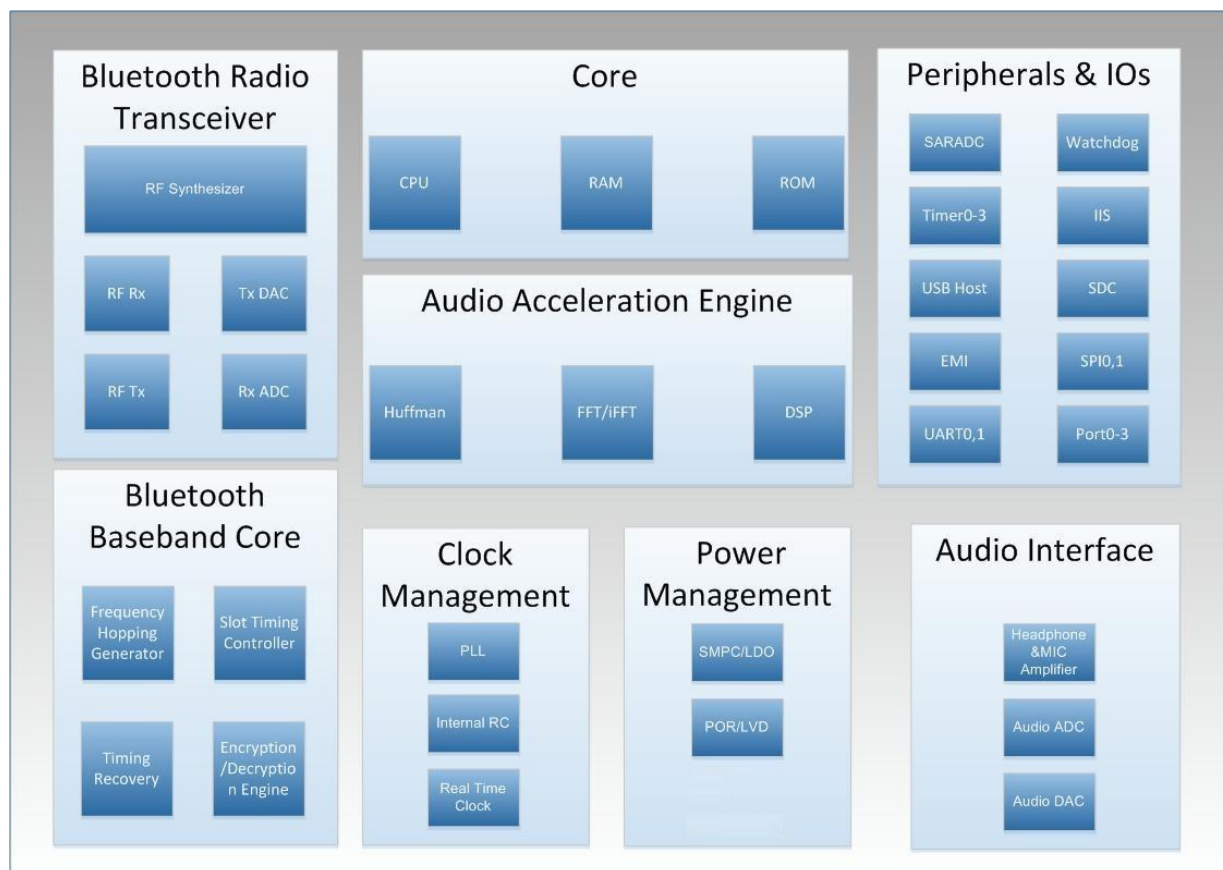 Bluetooth Radio
Transceiver
RF Synthesizer
RF Rx
Tx DAC
RF Tx
Rx ADC
Core
CPU
RAM
ROM
Audio Acceleration Engine
Huffman
FFT/iFFT
DSP
Peripherals & IOs
SARADC
Watchdog
Timer0-3
IIS
USB Host
SDC
EMI
SPI0,1
UART0,1
Port0-3
Bluetooth
Baseband Core
Frequency
Hopping
Generator
Slot Timing
Controller
Timing
Recovery
Encryption
/Decryptio
n Engine
Clock
Management
PLL
Internal RC
Real Time
Clock
Power
Management
SMPC/LDO
POR/LVD
Audio Interface
Headphone
&MIC
Amplifier
Audio ADC
Audio DAC